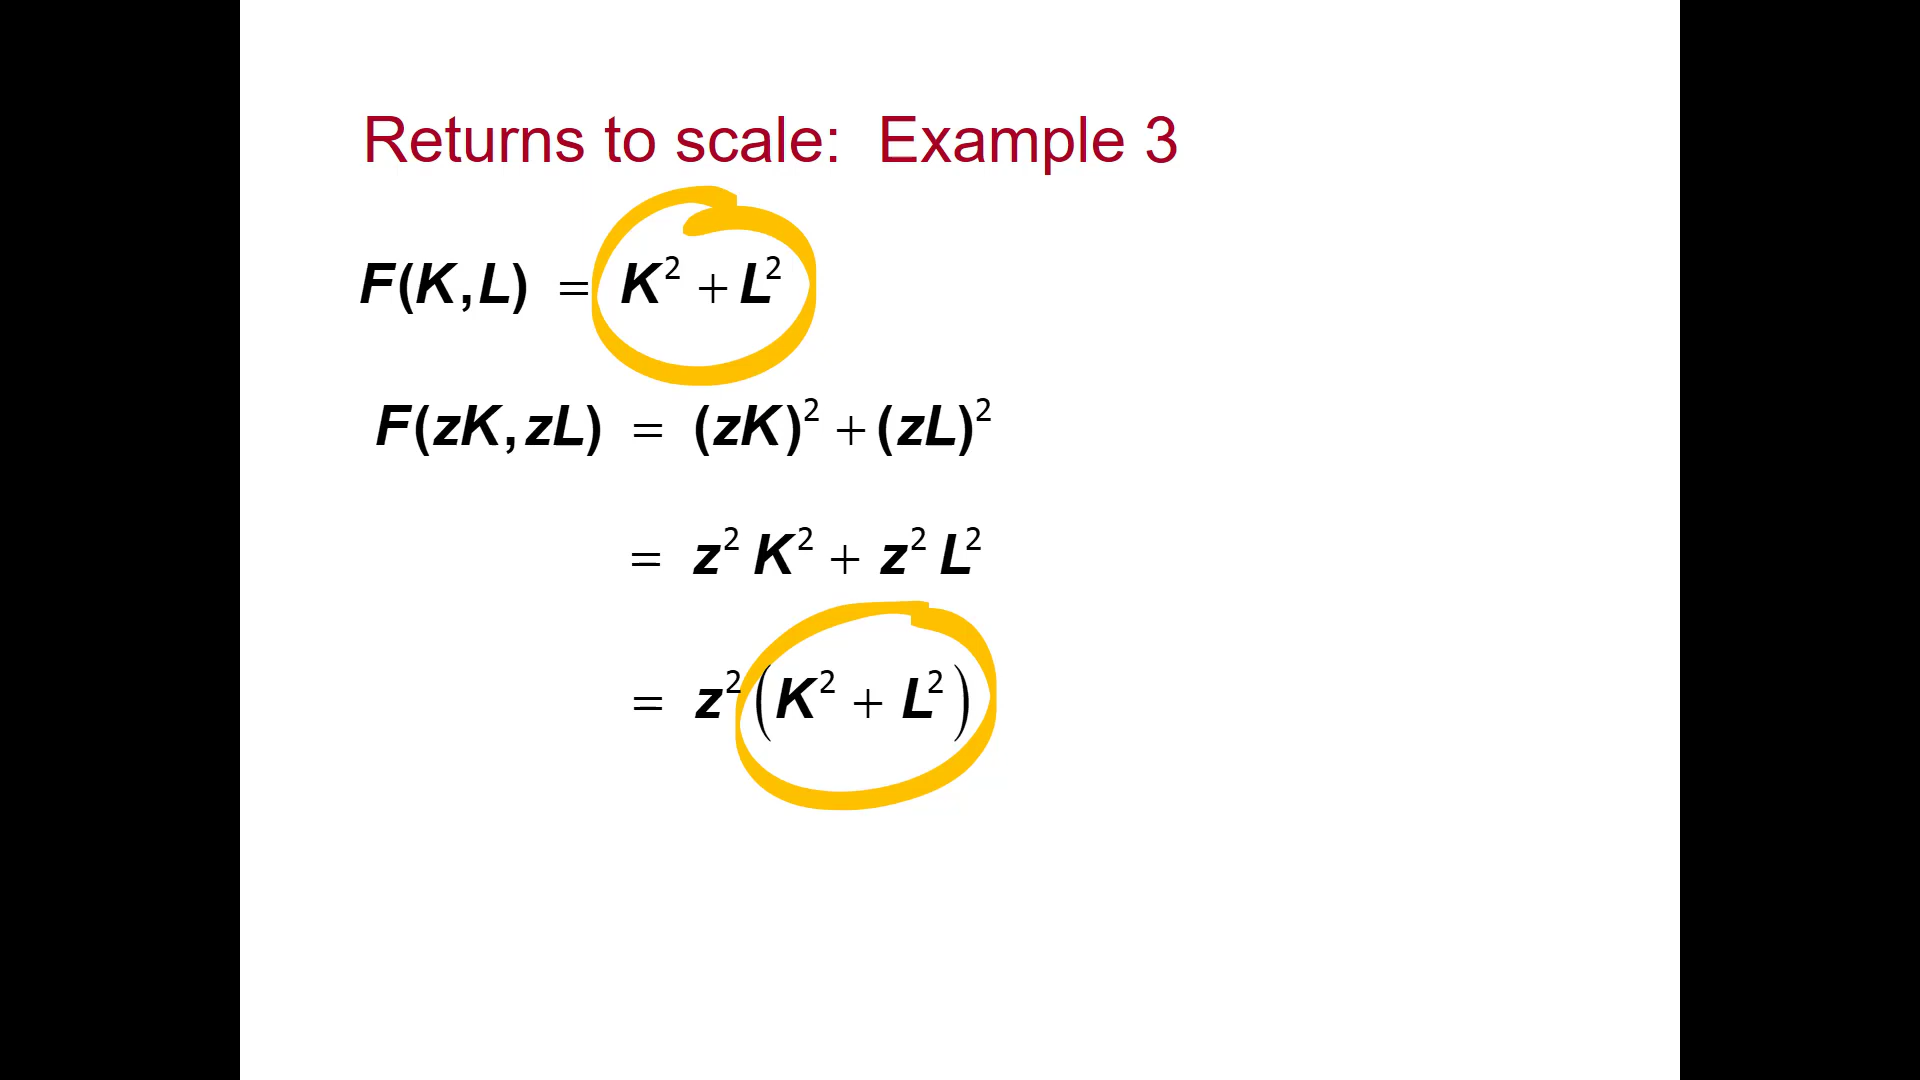 Returns to scale: Example 3
F(K,L) = K² + L²
F(zK,zL) = (zK)² + (zL)²
= z² K² + z² L²
= z² (K² + L²)